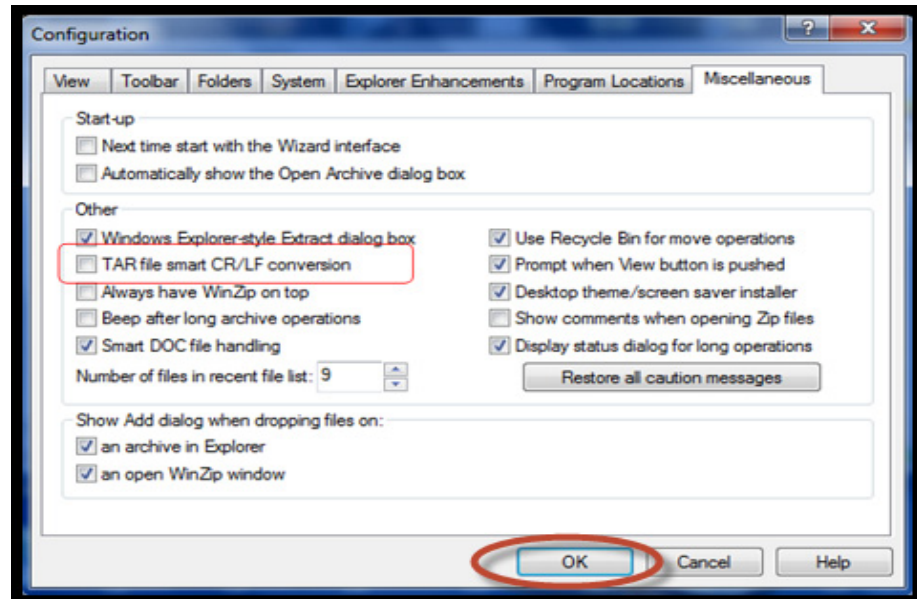 Configuration
View Toolbar Folders System Explorer Enhancements Program Locations Miscellaneous
Start-up
Next time start with the Wizard interface
Automatically show the Open Archive dialog box
Other
Windows Explorer-style Extract dialog box
TAR file smart CR/LF conversion
Always have WinZip on top
Beep after long archive operations
Smart DOC file handling
Number of files in recent file list: 9
Use Recycle Bin for move operations
Prompt when View button is pushed
Desktop theme/screen saver installer
Show comments when opening Zip files
Display status dialog for long operations
Restore all caution messages
Show Add dialog when dropping files on:
an archive in Explorer
an open WinZip window
OK Cancel Help